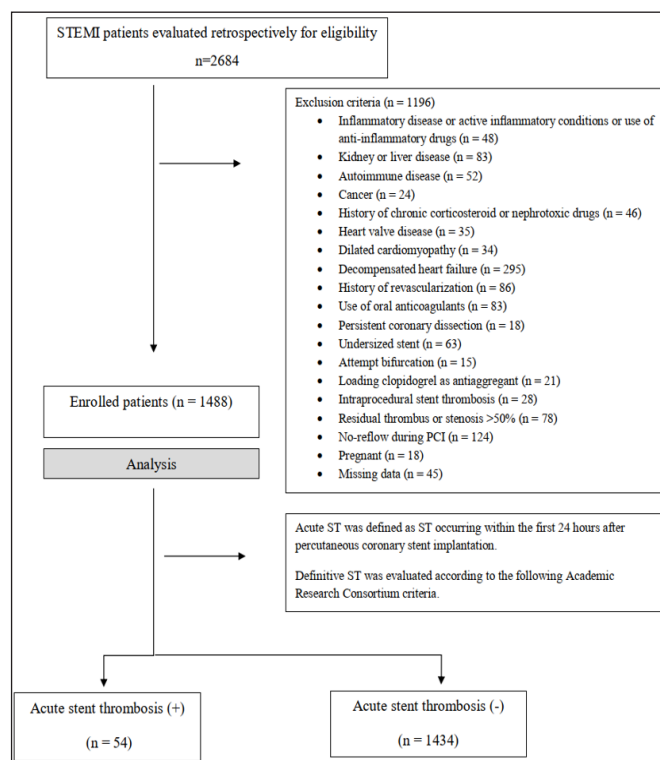 STEMI patients evaluated retrospectively for eligibility
n=2684
Exclusion criteria (n = 1196)
• Inflammatory disease or active inflammatory conditions or use of
anti-inflammatory drugs (n = 48)
• Kidney or liver disease (n = 83)
• Autoimmune disease (n = 52)
• Cancer (n = 24)
• History of chronic corticosteroid or nephrotoxic drugs (n = 46)
• Heart valve disease (n = 35)
• Dilated cardiomyopathy (n = 34)
• Decompensated heart failure (n = 295)
• History of revascularization (n = 86)
• Use of oral anticoagulants (n = 83)
• Persistent coronary dissection (n = 18)
• Undersized stent (n = 63)
• Attempt bifurcation (n = 15)
• Loading clopidogrel as antiaggregant (n = 21)
• Intraprocedural stent thrombosis (n = 28)
• Residual thrombus or stenosis >50% (n = 78)
• No-reflow during PCI (n = 124)
• Pregnant (n = 18)
• Missing data (n = 45)
Enrolled patients (n = 1488)
Analysis
Acute ST was defined as ST occurring within the first 24 hours after
percutaneous coronary stent implantation.
Definitive ST was evaluated according to the following Academic
Research Consortium criteria.
Acute stent thrombosis (+)
(n = 54)
Acute stent thrombosis (-)
(n = 1434)